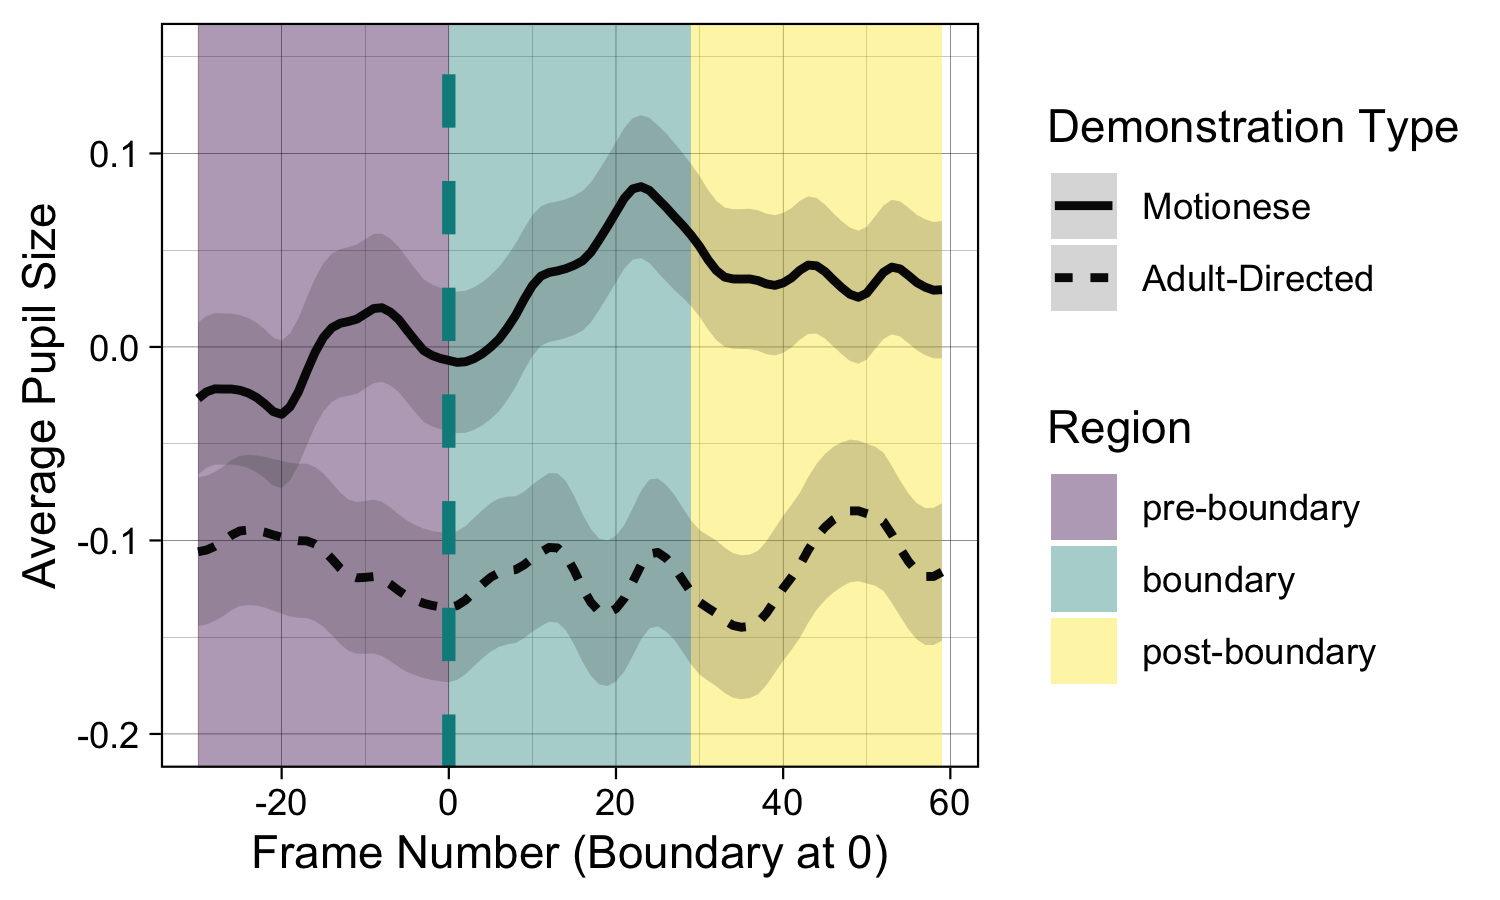 Average Pupil Size
0.1
0.0
-0.1
-0.2
-20
0
20
40
60
Frame Number (Boundary at 0)
Demonstration Type
Motionese
Adult-Directed
Region
pre-boundary
boundary
post-boundary